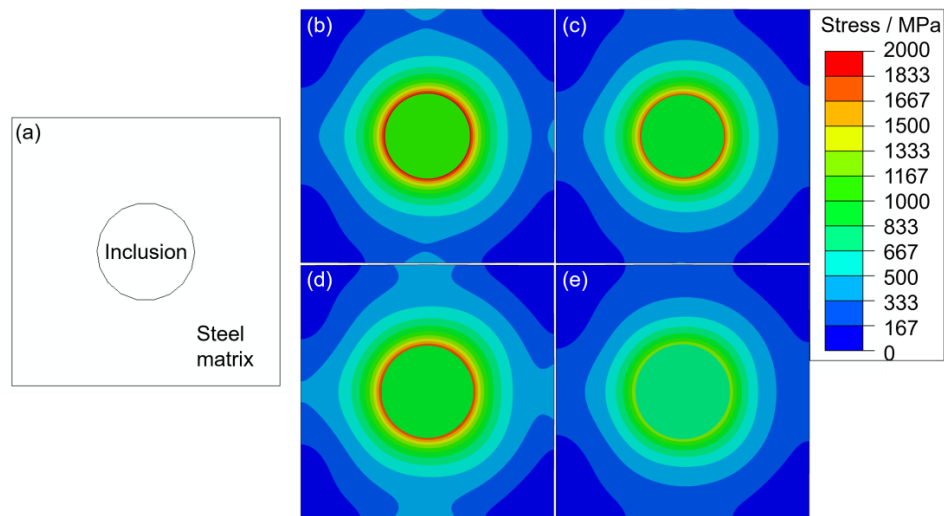 (a)
Inclusion
Steel
matrix
(b)
(c)
(d)
(e)
Stress / MPa
2000
1833
1667
1500
1333
1167
1000
833
667
500
333
167
0